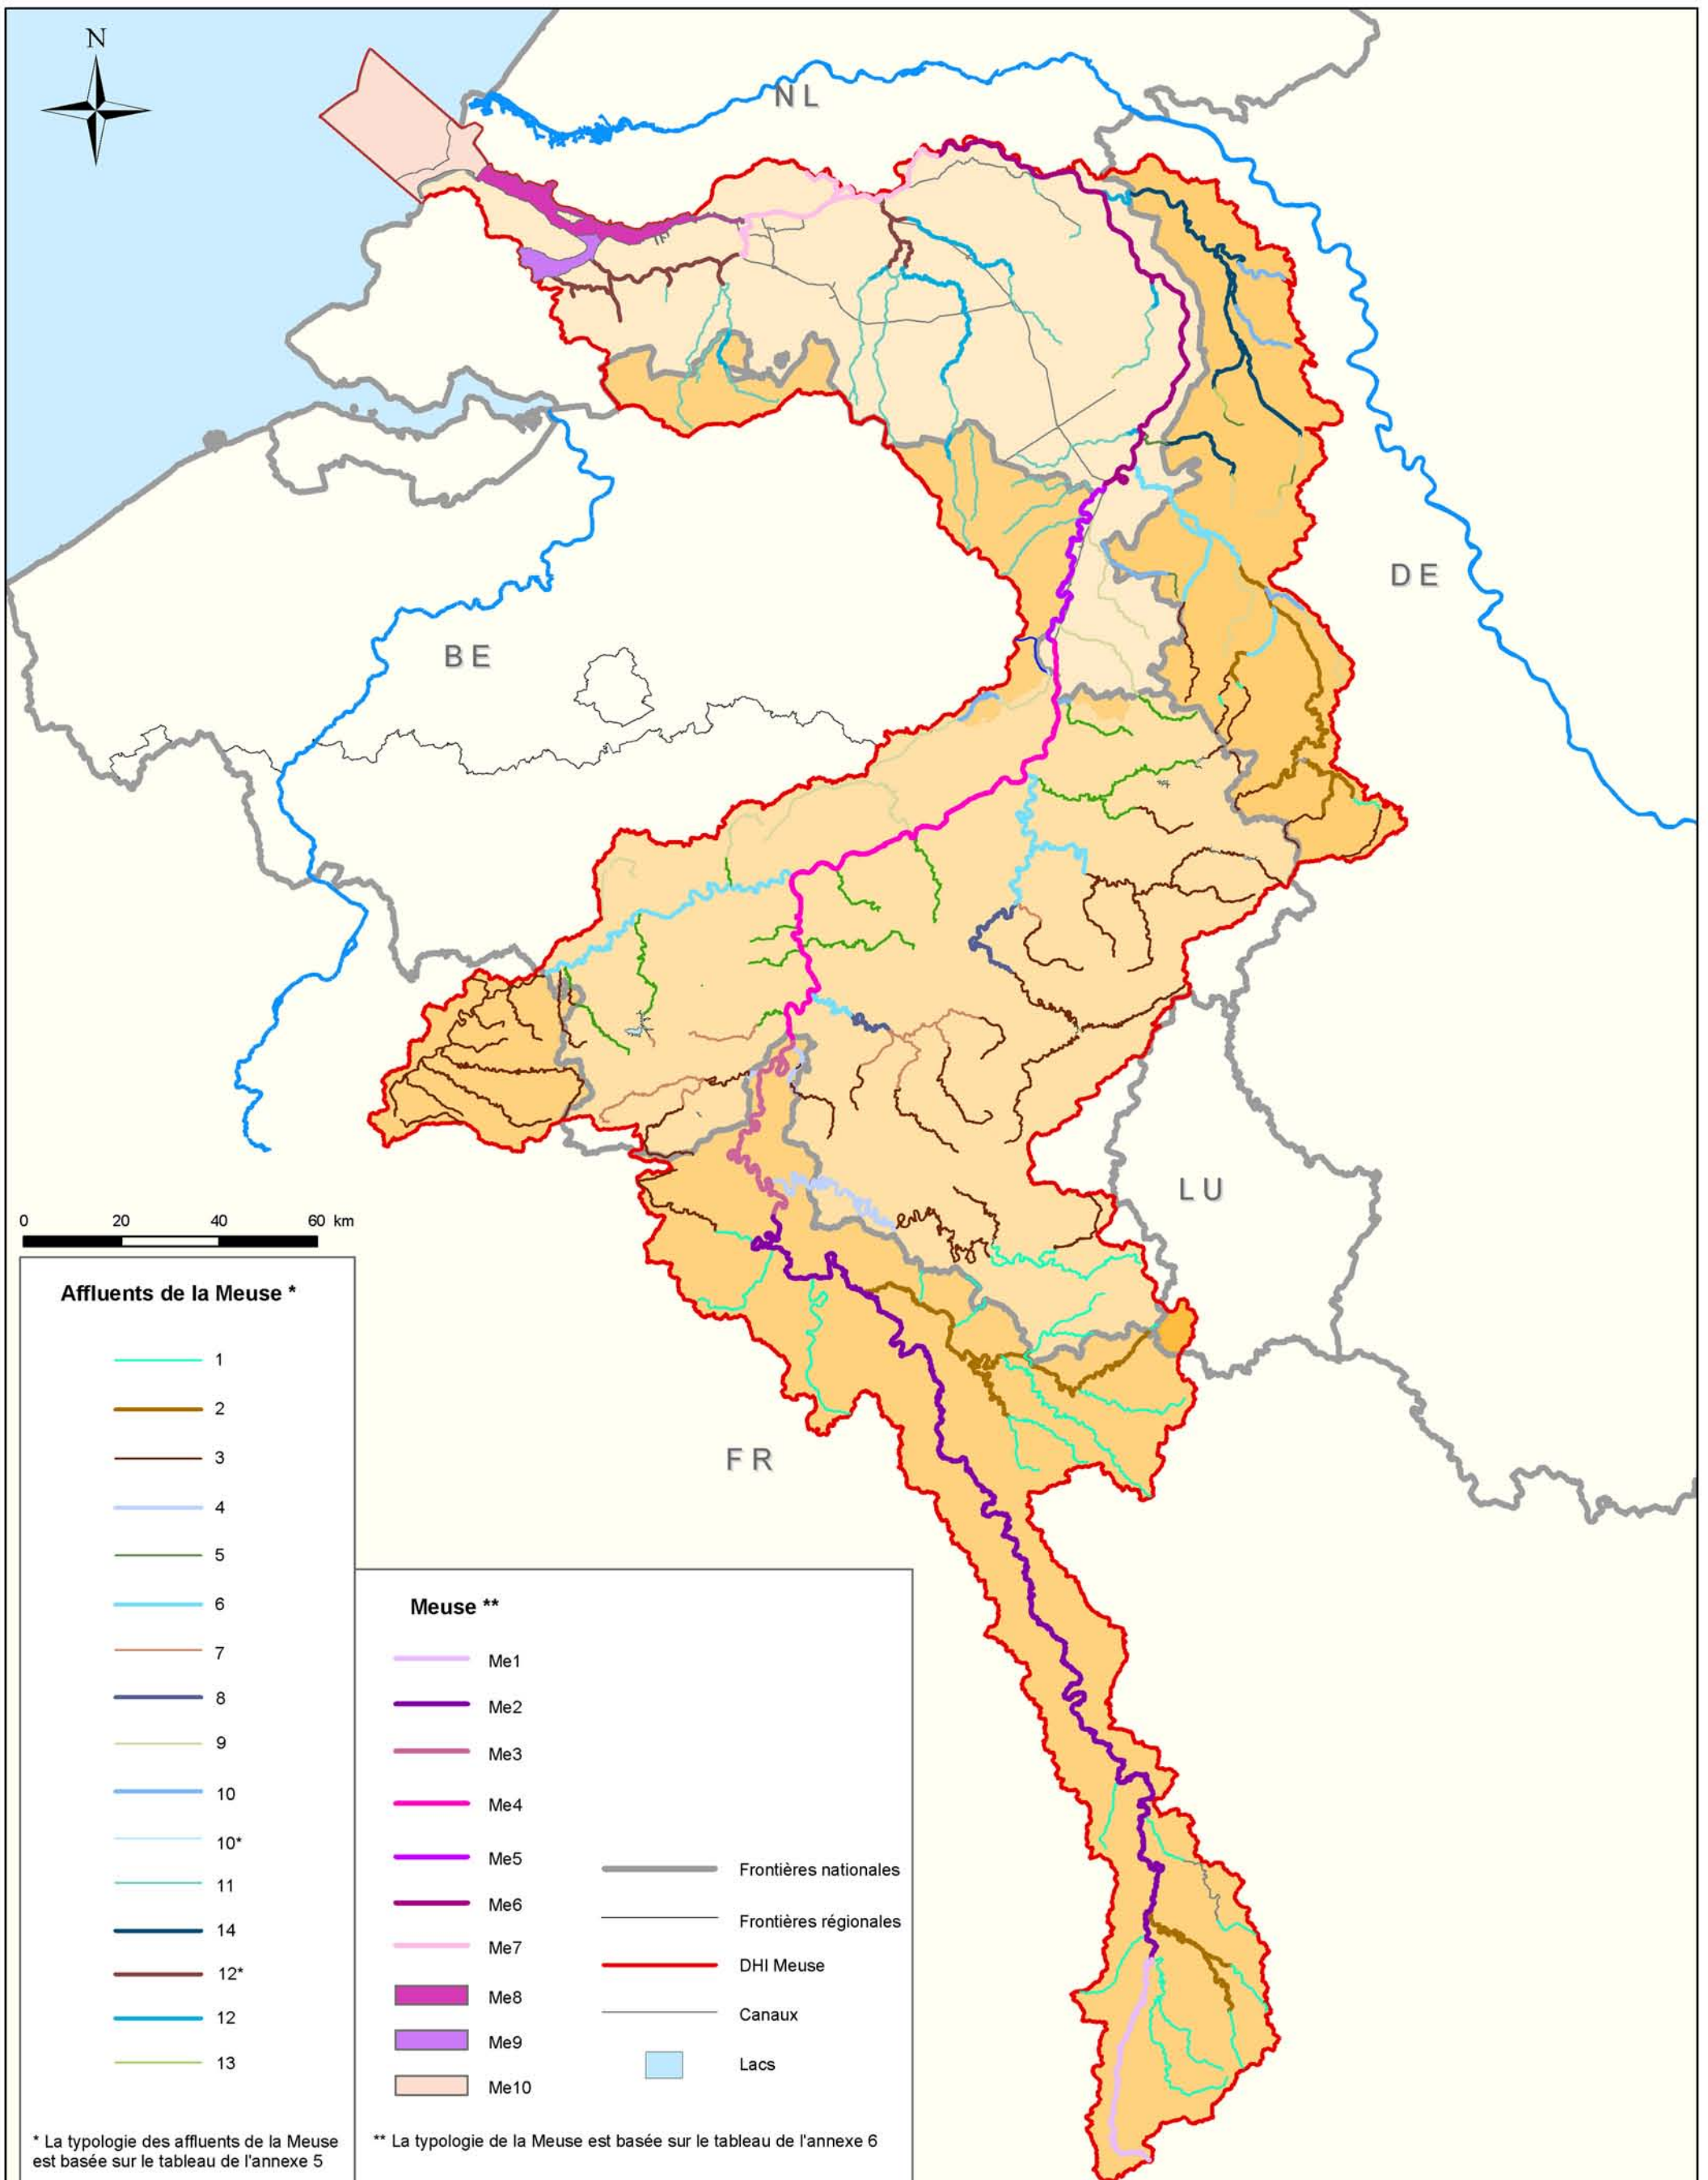 N
NL
DE
BE
LU
FR
0 20 40 60 km
Affluents de la Meuse *
1
2
3
4
5
6
7
8
9
10
10*
11
14
12*
12
13
* La typologie des affluents de la Meuse
est basée sur le tableau de l'annexe 5
Meuse **
Me1
Me2
Me3
Me4
Me5
Me6
Me7
Me8
Me9
Me10
Frontières nationales
Frontières régionales
DHI Meuse
Canaux
Lacs
** La typologie de la Meuse est basée sur le tableau de l'annexe 6